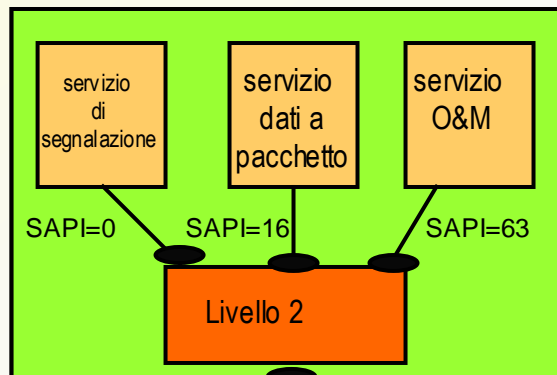 servizio
di
segnalazione
servizio
dati a
pacchetto
servizio
O&M
SAPI=0
SAPI=16
SAPI=63
Livello 2